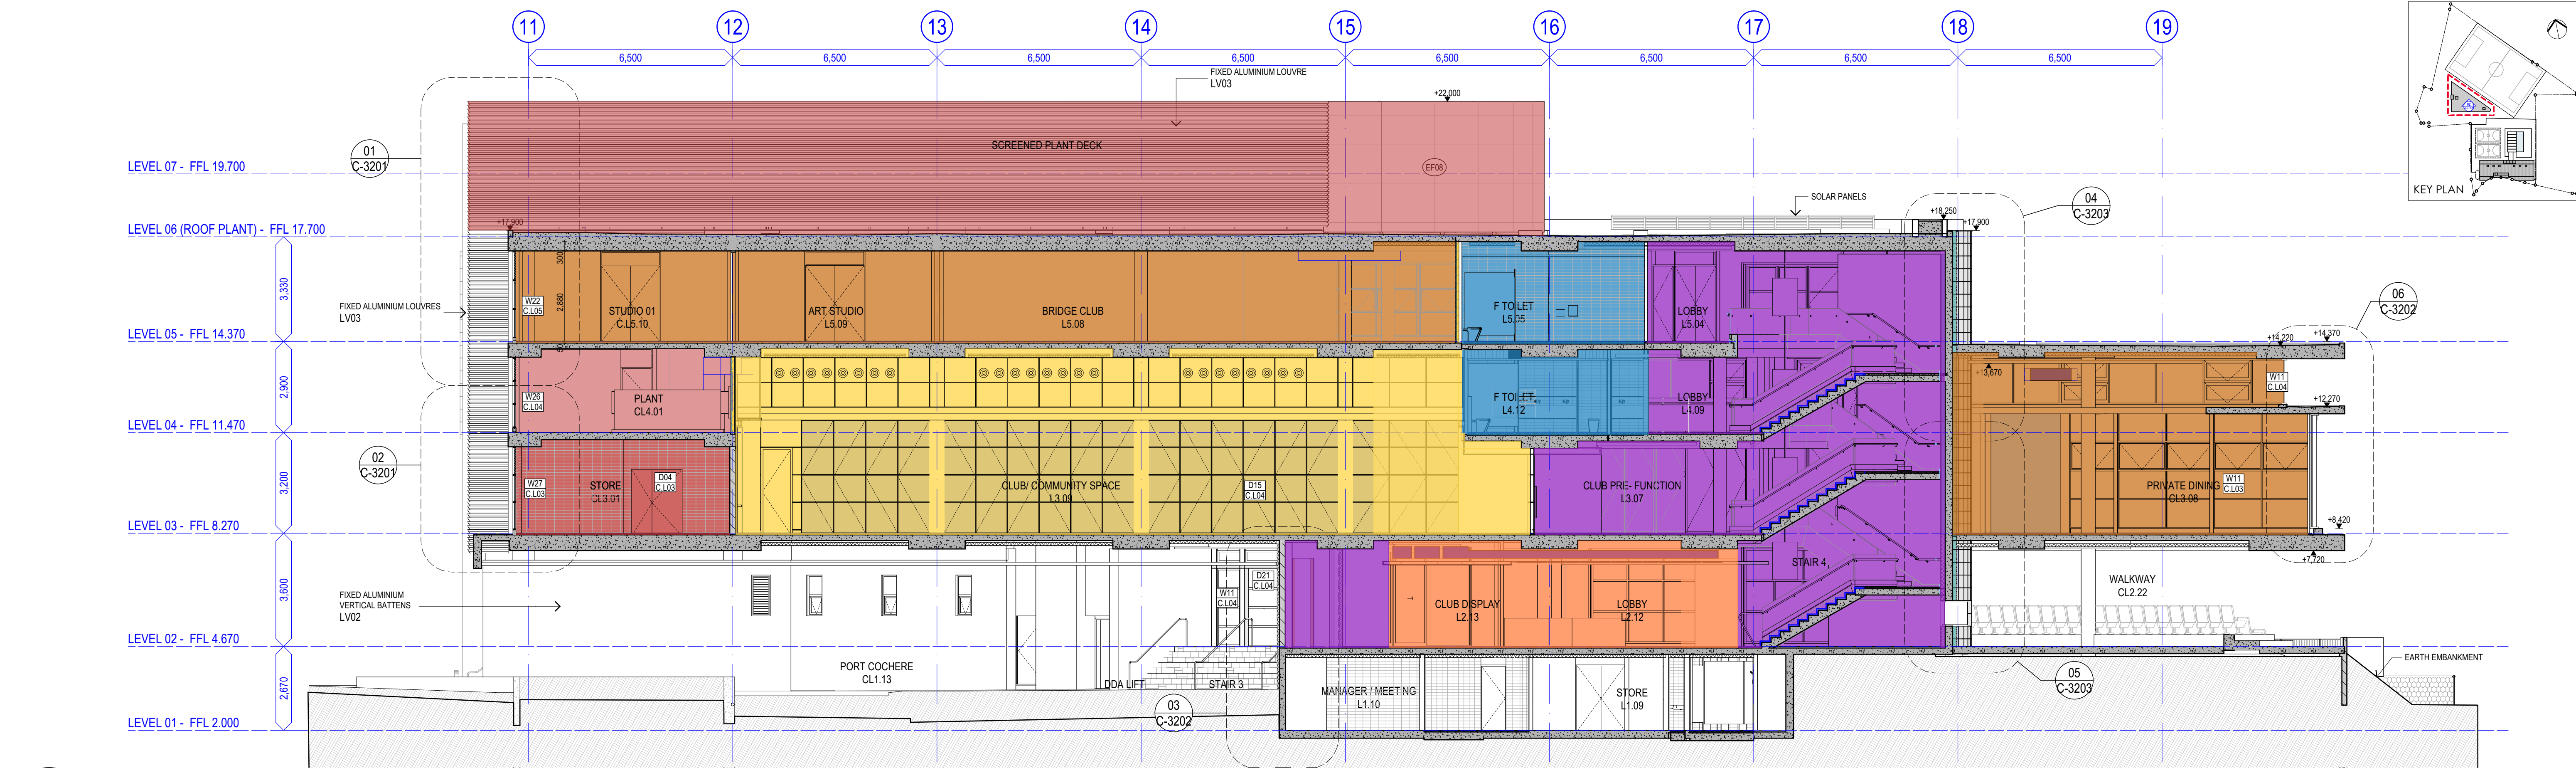 11
12
13
14
15
16
17
18
19
6,500
6,500
6,500
6,500
6,500
6,500
6,500
6,500
FIXED ALUMINIUM LOUVRE
LV03
+22,000
SCREENED PLANT DECK
01
C-3201
EF08
KEY PLAN
LEVEL 07 - FFL 19.700
SOLAR PANELS
04
C-3203
+17,900
+18,250
+17,900
LEVEL 06 (ROOF PLANT) - FFL 17.700
300
3,330
2,880
FIXED ALUMINIUM LOUVRES
LV03
W22
C.L05
STUDIO 01
C.L5.10
ART STUDIO
L5.09
BRIDGE CLUB
L5.08
F TOILET
L5.05
LOBBY
L5.04
06
C-3202
LEVEL 05 - FFL 14.370
50
+14,370
+14,220
2,900
W26
C.L04
PLANT
CL4.01
F TOILET
L4.12
LOBBY
L4.09
W11
C.L04
+12,270
LEVEL 04 - FFL 11.470
02
C-3201
3,200
W27
C.L03
STORE
CL3.01
D04
C.L03
CLUB/ COMMUNITY SPACE
L3.09
D15
C.L04
CLUB PRE- FUNCTION
L3.07
PRIVATE DINING
CL3.08
W11
C.L03
LEVEL 03 - FFL 8.270
+8,420
+7,720
3,600
FIXED ALUMINIUM
VERTICAL BATTENS
LV02
D21
C.L04
W11
C.L04
CLUB DISPLAY
L2.13
LOBBY
L2.12
STAIR 4
WALKWAY
CL2.22
LEVEL 02 - FFL 4.670
2,670
PORT COCHERE
CL1.13
DDA LIFT
STAIR 3
MANAGER / MEETING
L1.10
STORE
L1.09
EARTH EMBANKMENT
05
C-3203
03
C-3202
LEVEL 01 - FFL 2.000